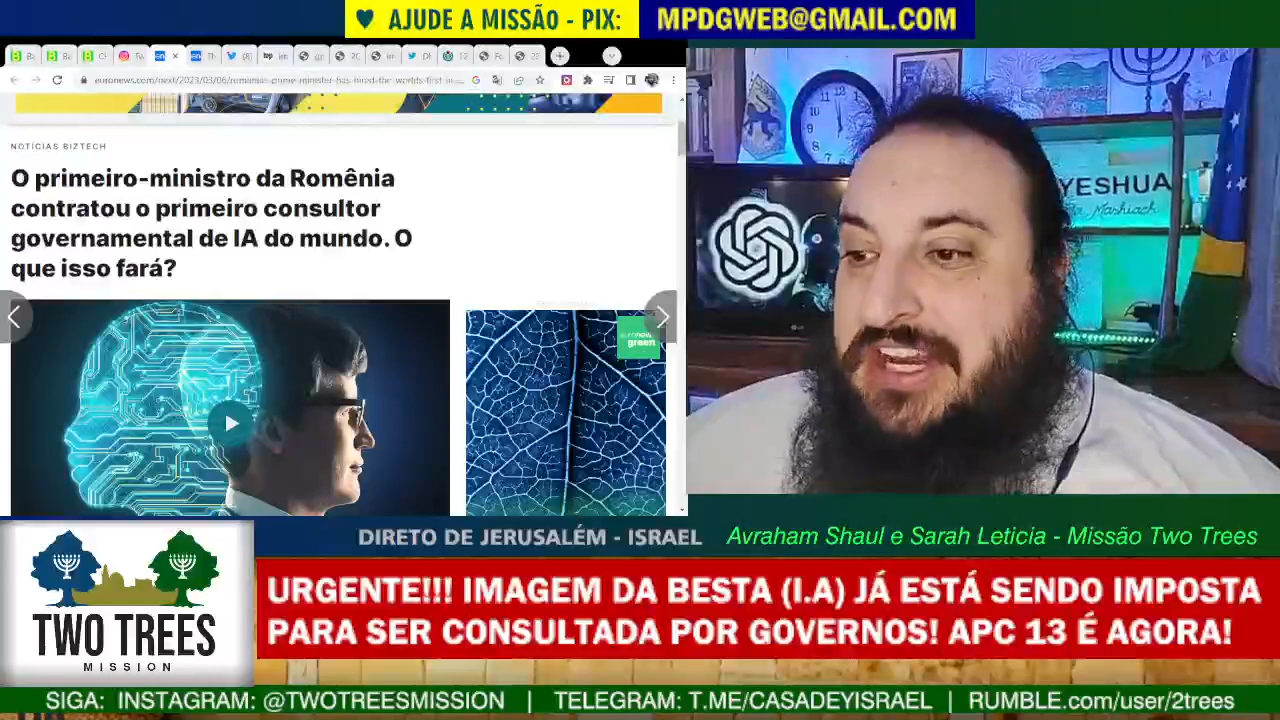 ♥ AJUDE A MISSÃO - PIX: MPDGWEB@GMAIL.COM
NOTÍCIAS BIZTECH
O primeiro-ministro da Romênia
contratou o primeiro consultor
governamental de IA do mundo. O
que isso fará?
green
YESHUA
Mashiach
LG
DIRETO DE JERUSALÉM - ISRAEL
Avraham Shaul e Sarah Leticia - Missão Two Trees
URGENTE!!! IMAGEM DA BESTA (I.A) JÁ ESTÁ SENDO IMPOSTA
PARA SER CONSULTADA POR GOVERNOS! APC 13 É AGORA!
TWO TREES
MISSION
SIGA: INSTAGRAM: @TWOTREESMISSION | TELEGRAM: T.ME/CASADEYISRAEL | RUMBLE.com/user/2trees